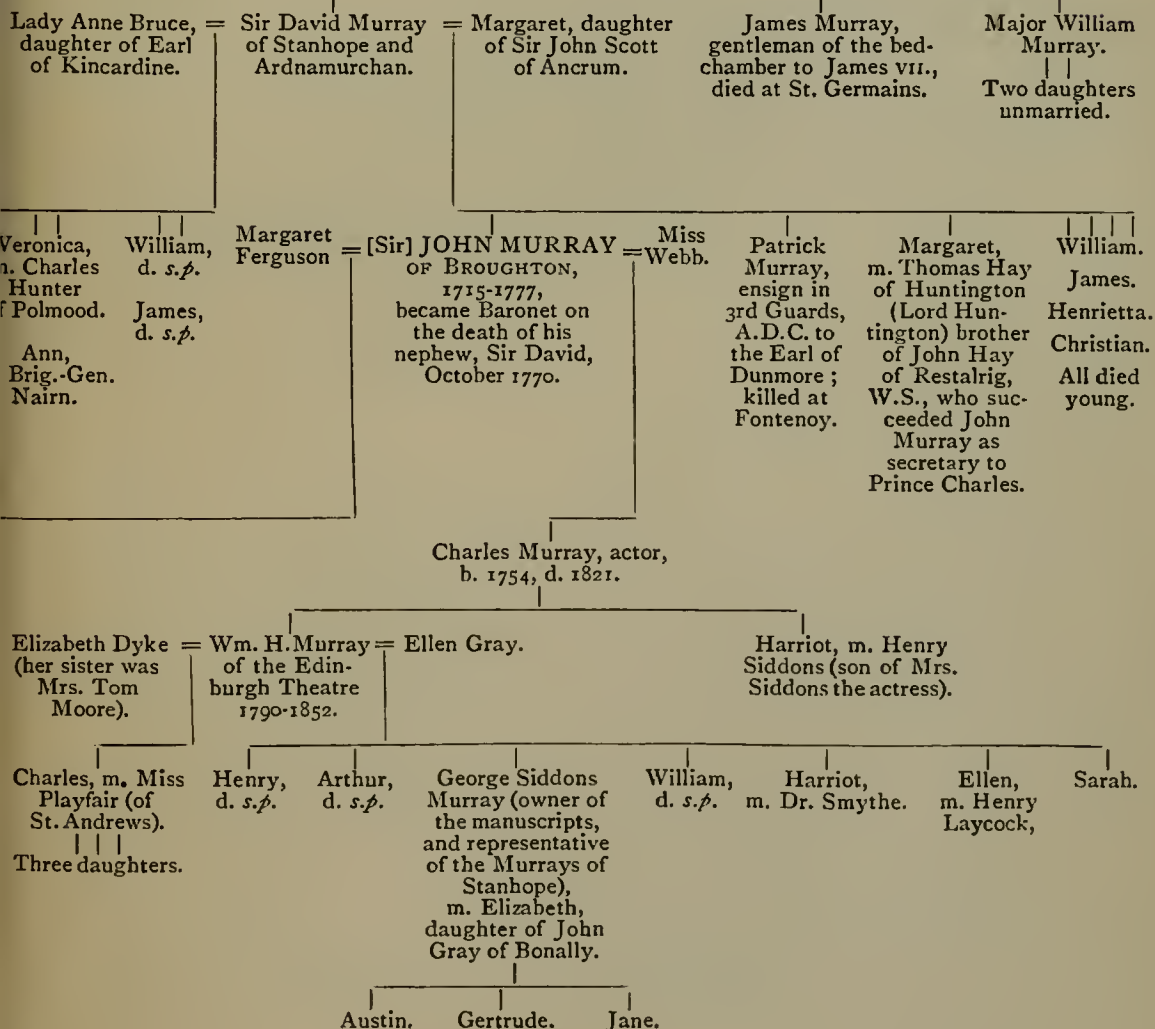 Lady Anne Bruce, = Sir David Murray = Margaret, daughter James Murray, Major William
daughter of Earl of Stanhope and of Sir John Scott gentleman of the bed- Murray.
of Kincardine. Ardnamurchan. of Ancrum. chamber to James VII., Two daughters
died at St. Germains. unmarried.
Veronica,
m. Charles
Hunter
of Polmood.
Ann,
Brig.-Gen.
Nairn.
William,
d. s.p.
James,
d. s.p.
Margaret
Ferguson
= [Sir] JOHN MURRAY =
OF BROUGHTON,
1715-1777,
became Baronet on
the death of his
nephew, Sir David,
October 1770.
Miss
Webb.
Patrick
Murray,
ensign in
3rd Guards,
A.D.C. to
the Earl of
Dunmore ;
killed at
Fontenoy.
Margaret,
m. Thomas Hay
of Huntington
(Lord Hun-
tington) brother
of John Hay
of Restalrig,
W.S., who suc-
ceeded John
Murray as
secretary to
Prince Charles.
William.
James.
Henrietta.
Christian.
All died
young.
Charles Murray, actor,
b. 1754, d. 1821.
Elizabeth Dyke
(her sister was
Mrs. Tom
Moore).
= Wm. H. Murray =
of the Edin-
burgh Theatre
1790-1852.
Ellen Gray.
Harriot, m. Henry
Siddons (son of Mrs.
Siddons the actress).
Charles, m. Miss
Playfair (of
St. Andrews).
Three daughters.
Henry,
d. s.p.
Arthur,
d. s.p.
George Siddons
Murray (owner of
the manuscripts,
and representative
of the Murrays of
Stanhope),
m. Elizabeth,
daughter of John
Gray of Bonally.
William,
d. s.p.
Harriot,
m. Dr. Smythe.
Ellen,
m. Henry
Laycock,
Sarah.
Austin. Gertrude. Jane.